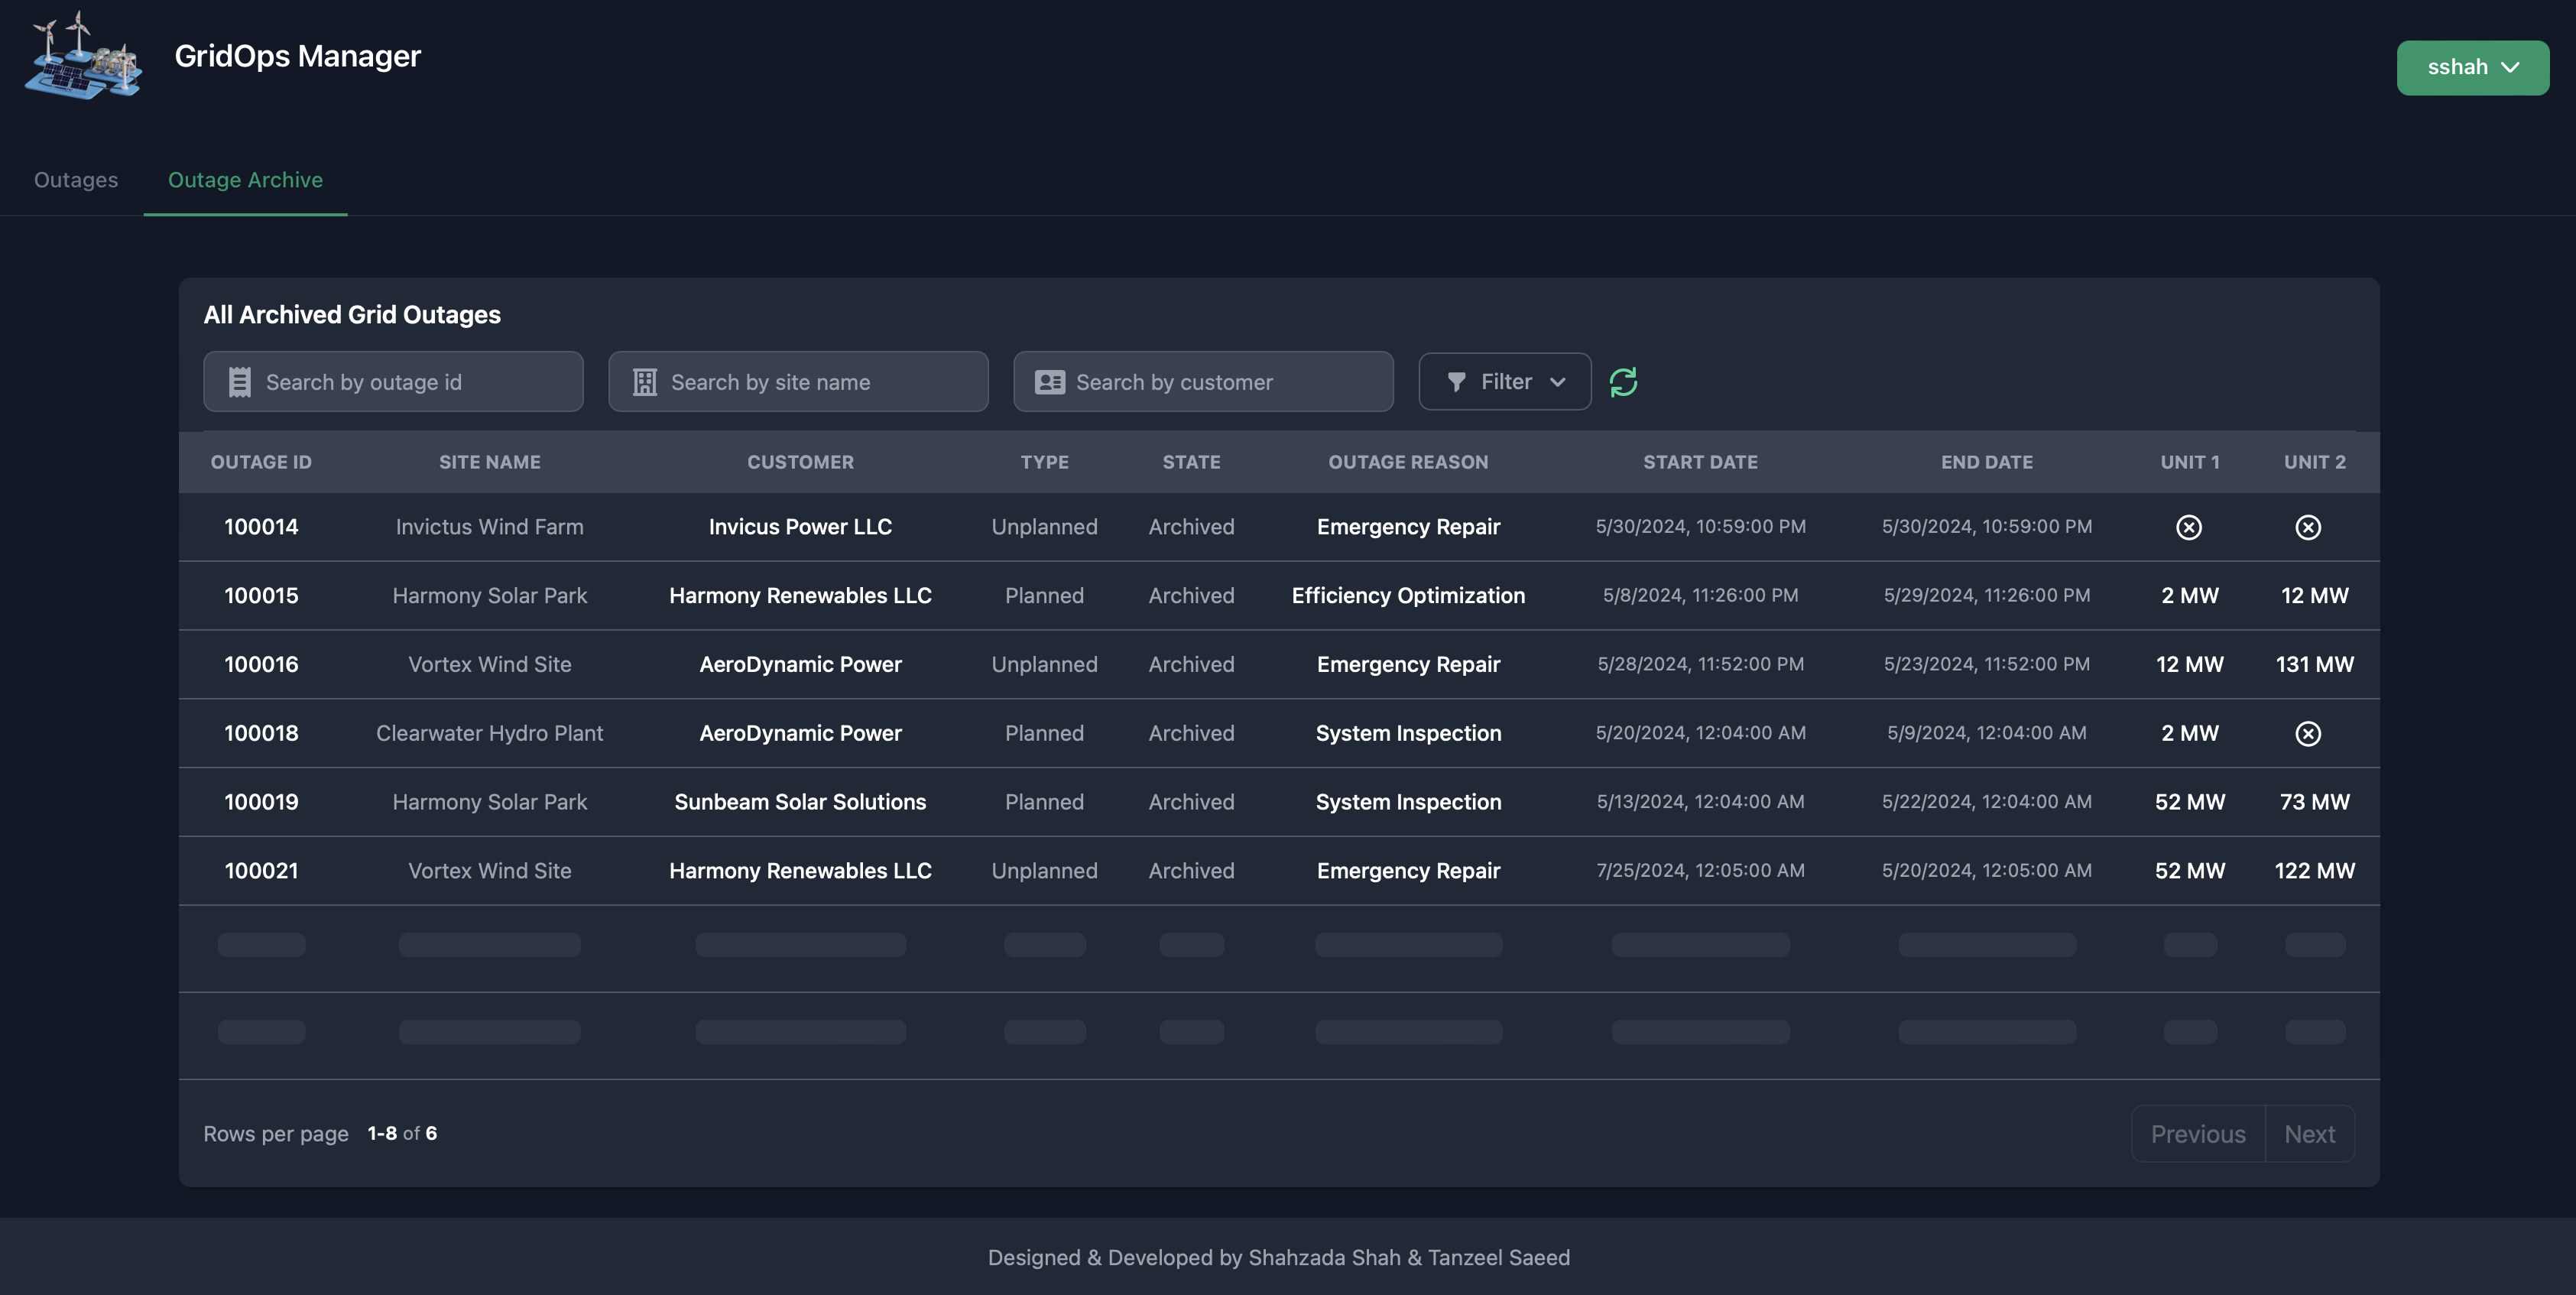 GridOps Manager
sshah
Outages Outage Archive
All Archived Grid Outages
Search by outage id Search by site name Search by customer Filter
OUTAGE ID SITE NAME CUSTOMER TYPE STATE OUTAGE REASON START DATE END DATE UNIT 1 UNIT 2
100014 Invictus Wind Farm Invicus Power LLC Unplanned Archived Emergency Repair 5/30/2024, 10:59:00 PM 5/30/2024, 10:59:00 PM
100015 Harmony Solar Park Harmony Renewables LLC Planned Archived Efficiency Optimization 5/8/2024, 11:26:00 PM 5/29/2024, 11:26:00 PM 2 MW 12 MW
100016 Vortex Wind Site AeroDynamic Power Unplanned Archived Emergency Repair 5/28/2024, 11:52:00 PM 5/23/2024, 11:52:00 PM 12 MW 131 MW
100018 Clearwater Hydro Plant AeroDynamic Power Planned Archived System Inspection 5/20/2024, 12:04:00 AM 5/9/2024, 12:04:00 AM 2 MW
100019 Harmony Solar Park Sunbeam Solar Solutions Planned Archived System Inspection 5/13/2024, 12:04:00 AM 5/22/2024, 12:04:00 AM 52 MW 73 MW
100021 Vortex Wind Site Harmony Renewables LLC Unplanned Archived Emergency Repair 7/25/2024, 12:05:00 AM 5/20/2024, 12:05:00 AM 52 MW 122 MW
Rows per page 1-8 of 6 Previous Next
Designed & Developed by Shahzada Shah & Tanzeel Saeed